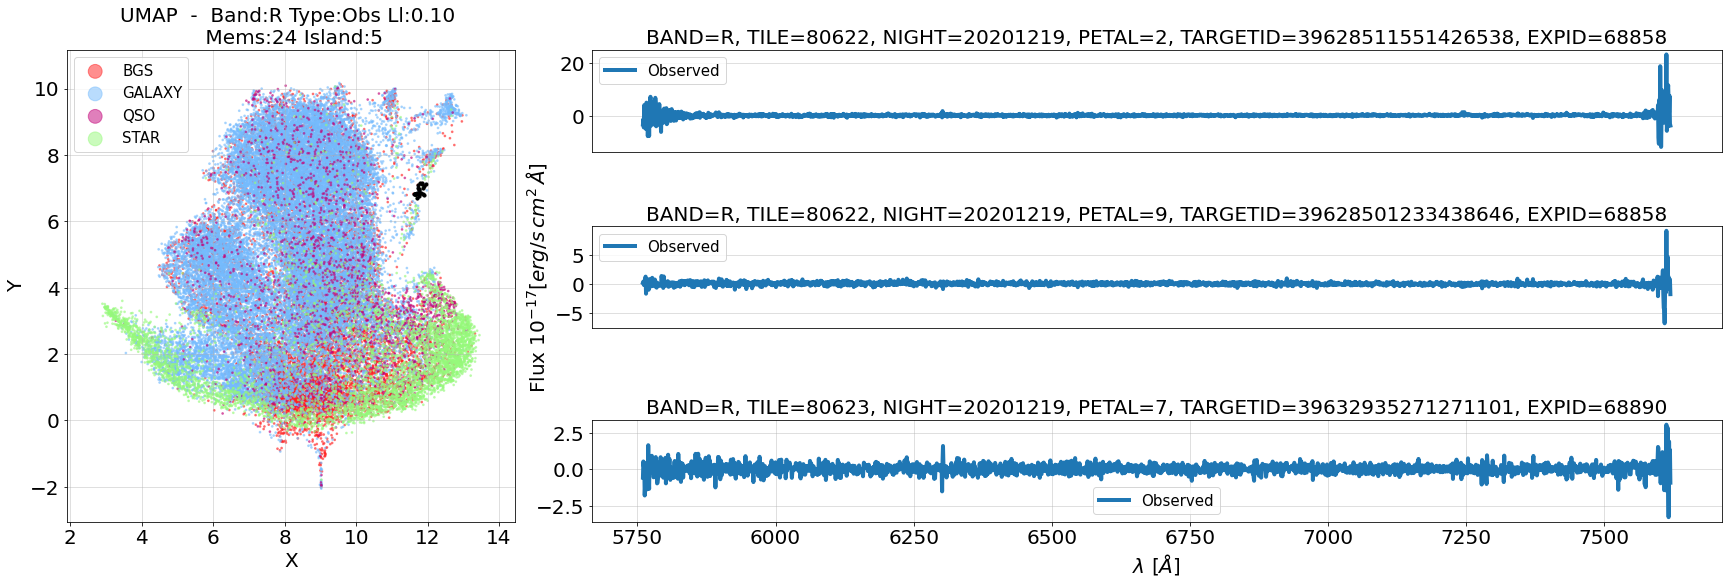 UMAP - Band:R Type:Obs Ll:0.10
Mems:24 Island:5
BGS
GALAXY
QSO
STAR
10
8
6
4
2
0
−2
Y
2
4
6
8
10
12
14
X
BAND=R, TILE=80622, NIGHT=20201219, PETAL=2, TARGETID=39628511551426538, EXPID=68858
Observed
20
0
BAND=R, TILE=80622, NIGHT=20201219, PETAL=9, TARGETID=39628501233438646, EXPID=68858
Observed
5
0
−5
Flux 10⁻¹⁷[erg/s cm² Å]
BAND=R, TILE=80623, NIGHT=20201219, PETAL=7, TARGETID=39632935271271101, EXPID=68890
Observed
2.5
0.0
−2.5
5750
6000
6250
6500
6750
7000
7250
7500
λ [Å]